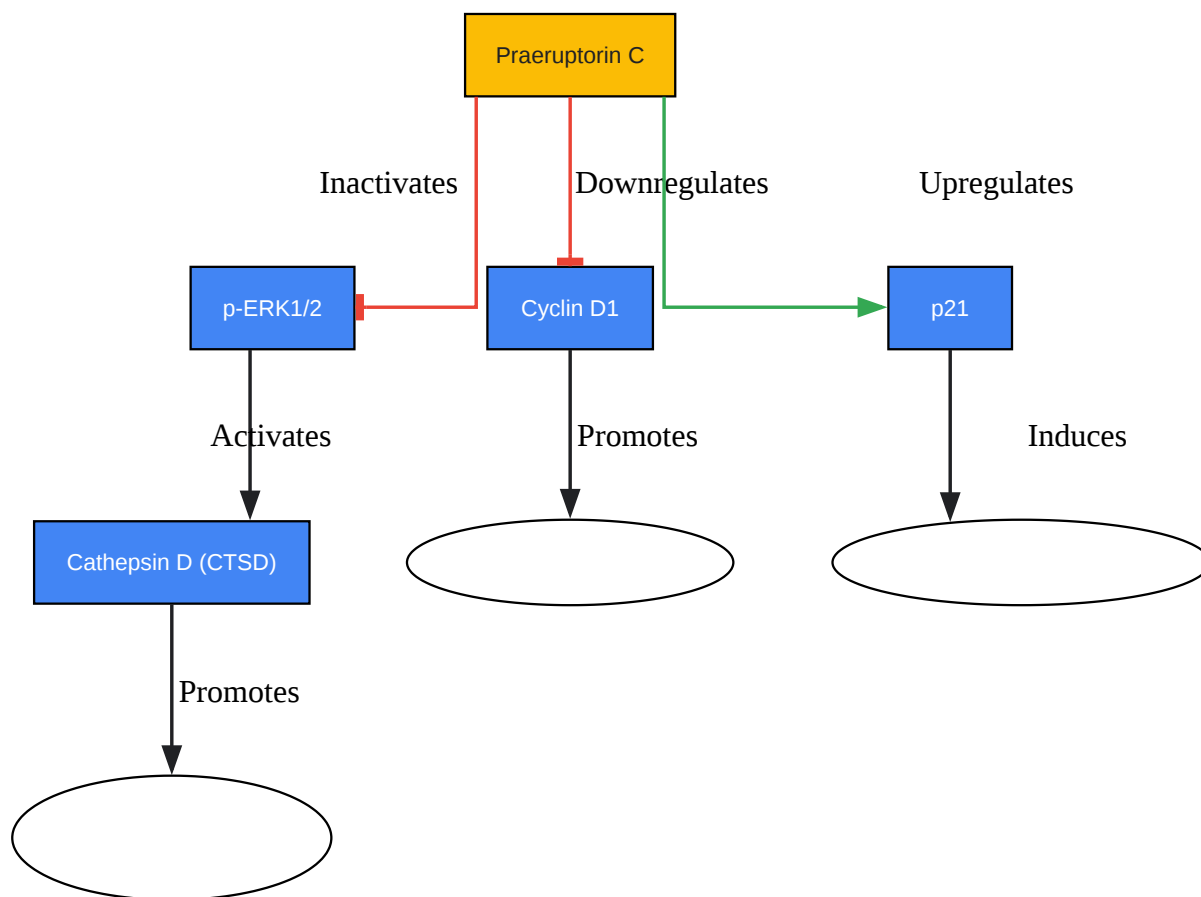 Praeruptorin C
Inactivates
Downregulates
Upregulates
p-ERK1/2
Cyclin D1
p21
Activates
Promotes
Induces
Cathepsin D (CTSD)
Promotes